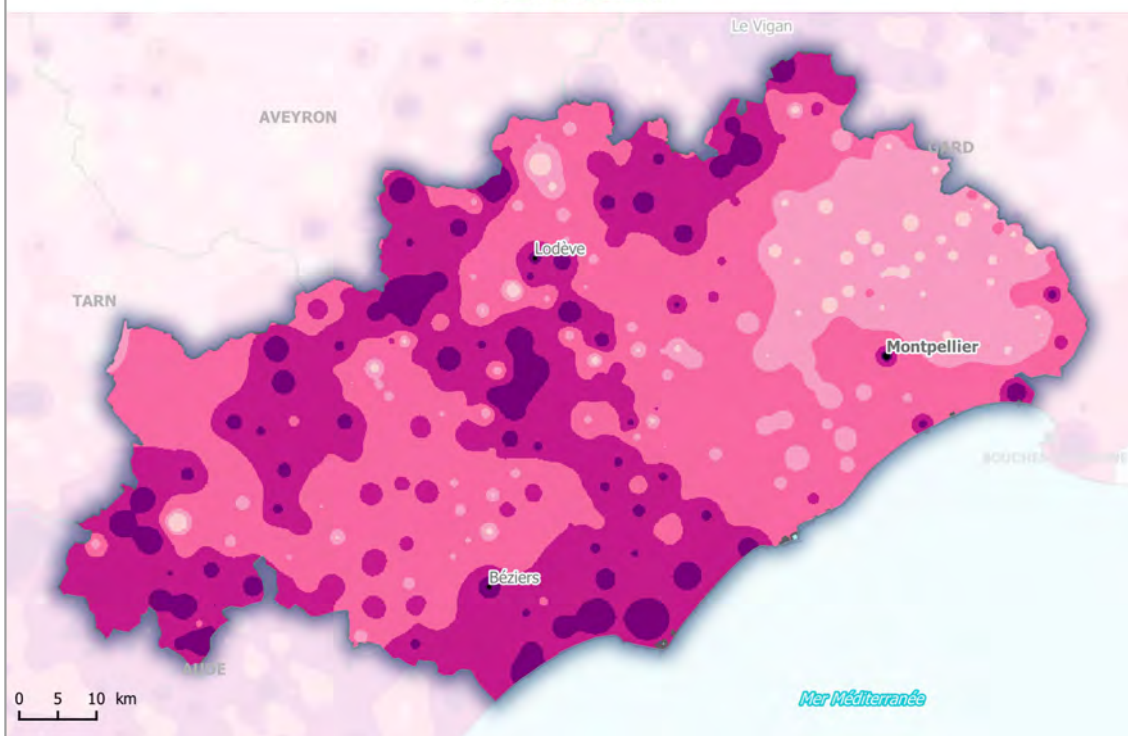 Le Vigan
AVEYRON
GARD
Lodève
TARN
Montpellier
Béziers
AUDE
0 5 10 km
Mer Méditerranée